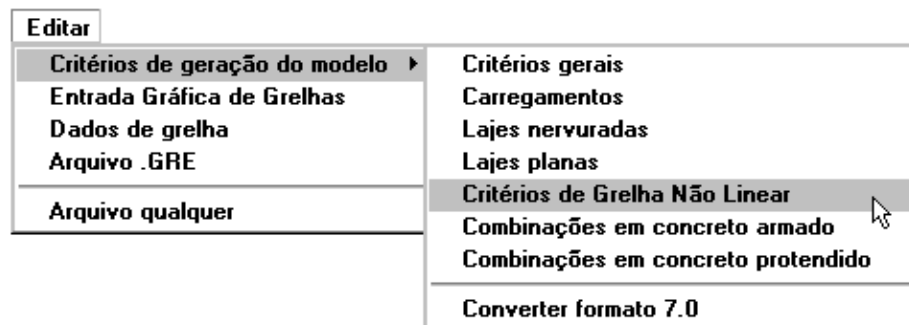 Editar
Critérios de geração do modelo
Entrada Gráfica de Grelhas
Dados de grelha
Arquivo .GRE
Arquivo qualquer
Critérios gerais
Carregamentos
Lajes nervuradas
Lajes planas
Critérios de Grelha Não Linear
Combinações em concreto armado
Combinações em concreto protendido
Converter formato 7.0